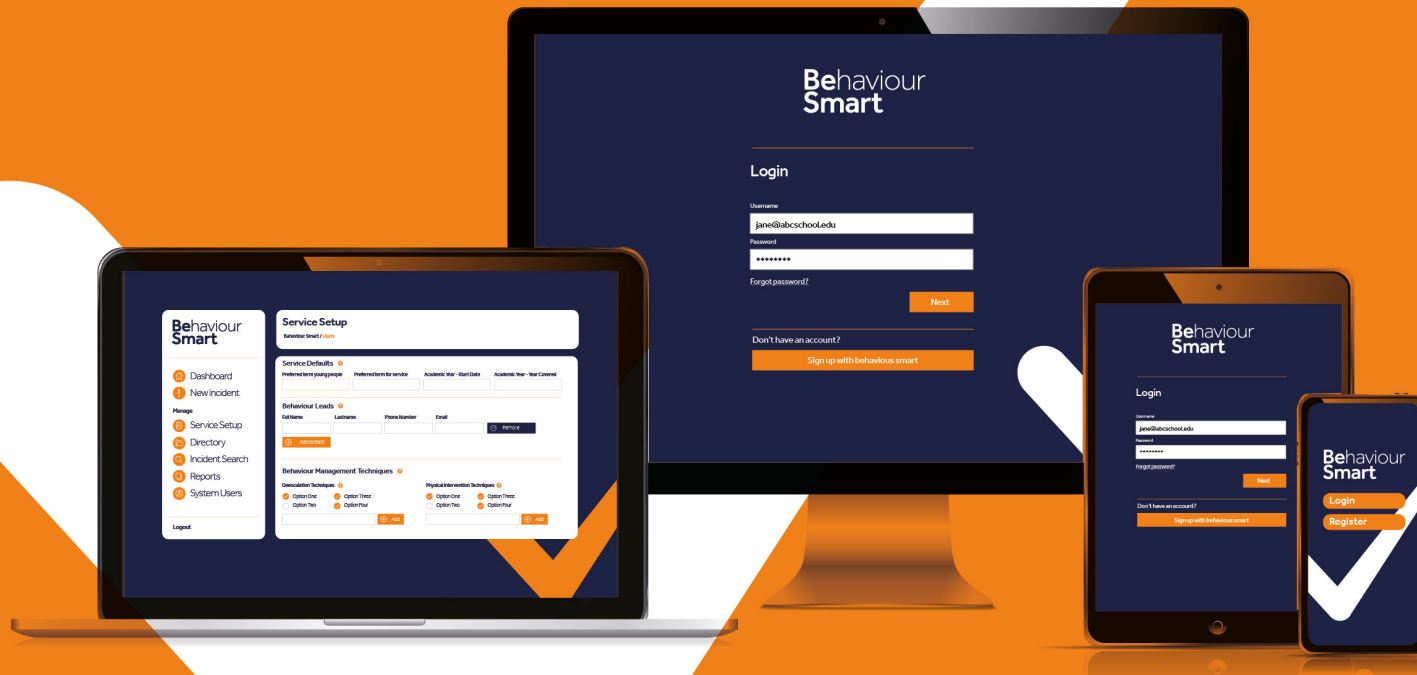 Behaviour
Smart
Login
Username
jane@abcschool.edu
Password
********
Forgot password?
Next
Don't have an account?
Sign up with behavious smart
Behaviour
Smart
Dashboard
New Incident
Manage
Service Setup
Directory
Incident Search
Reports
System Users
Logout
Service Setup
Behaviour Smart / Users
Service Defaults ?
Preferred term young people Preferred term for service Academic Year - Start Date Academic Year - Year Covered
Behaviour Leads ?
Full Name Lastname Phone Number Email
Remove
Add contact
Behaviour Management Techniques ?
Deescalation Techniques ? Physical Intervention Techniques ?
Option One Option Three Option One Option Three
Option Two Option Four Option Two Option Four
Add Add
Behaviour
Smart
Login
Username
jane@abcschool.edu
Password
********
Forgot password?
Next
Don't have an account?
Sign up with behavious smart
Behaviour
Smart
Login
Register